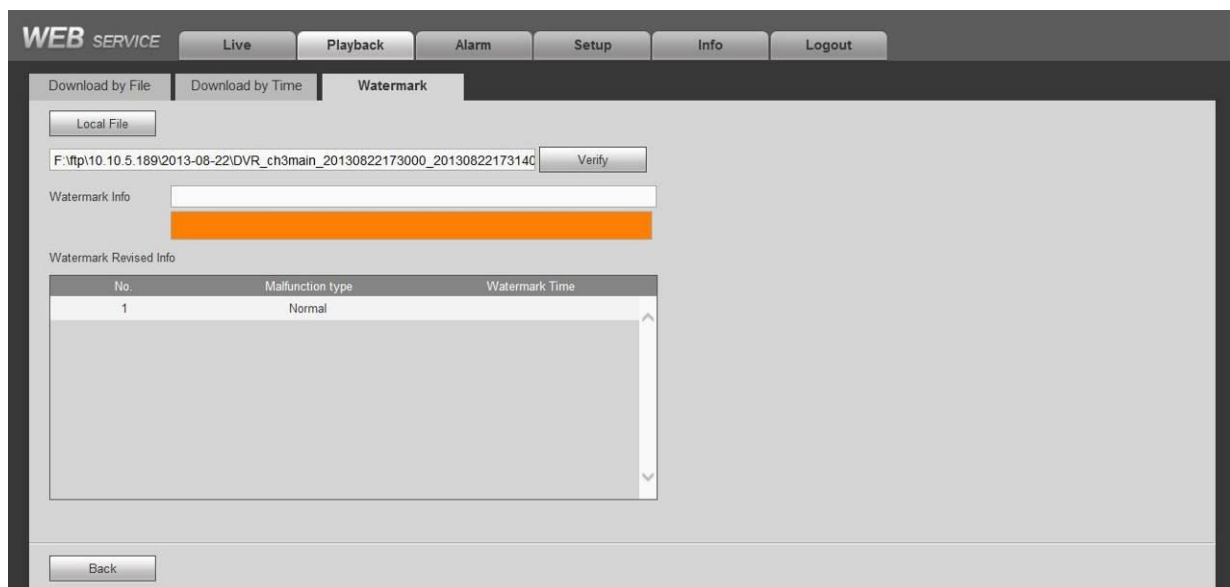 WEB SERVICE Live Playback Alarm Setup Info Logout
Download by File Download by Time Watermark
Local File
F:\ftp\10.10.5.189\2013-08-22\DVR_ch3main_20130822173000_20130822173140 Verify
Watermark Info
Watermark Revised Info
No. Malfunction type Watermark Time
1 Normal
Back